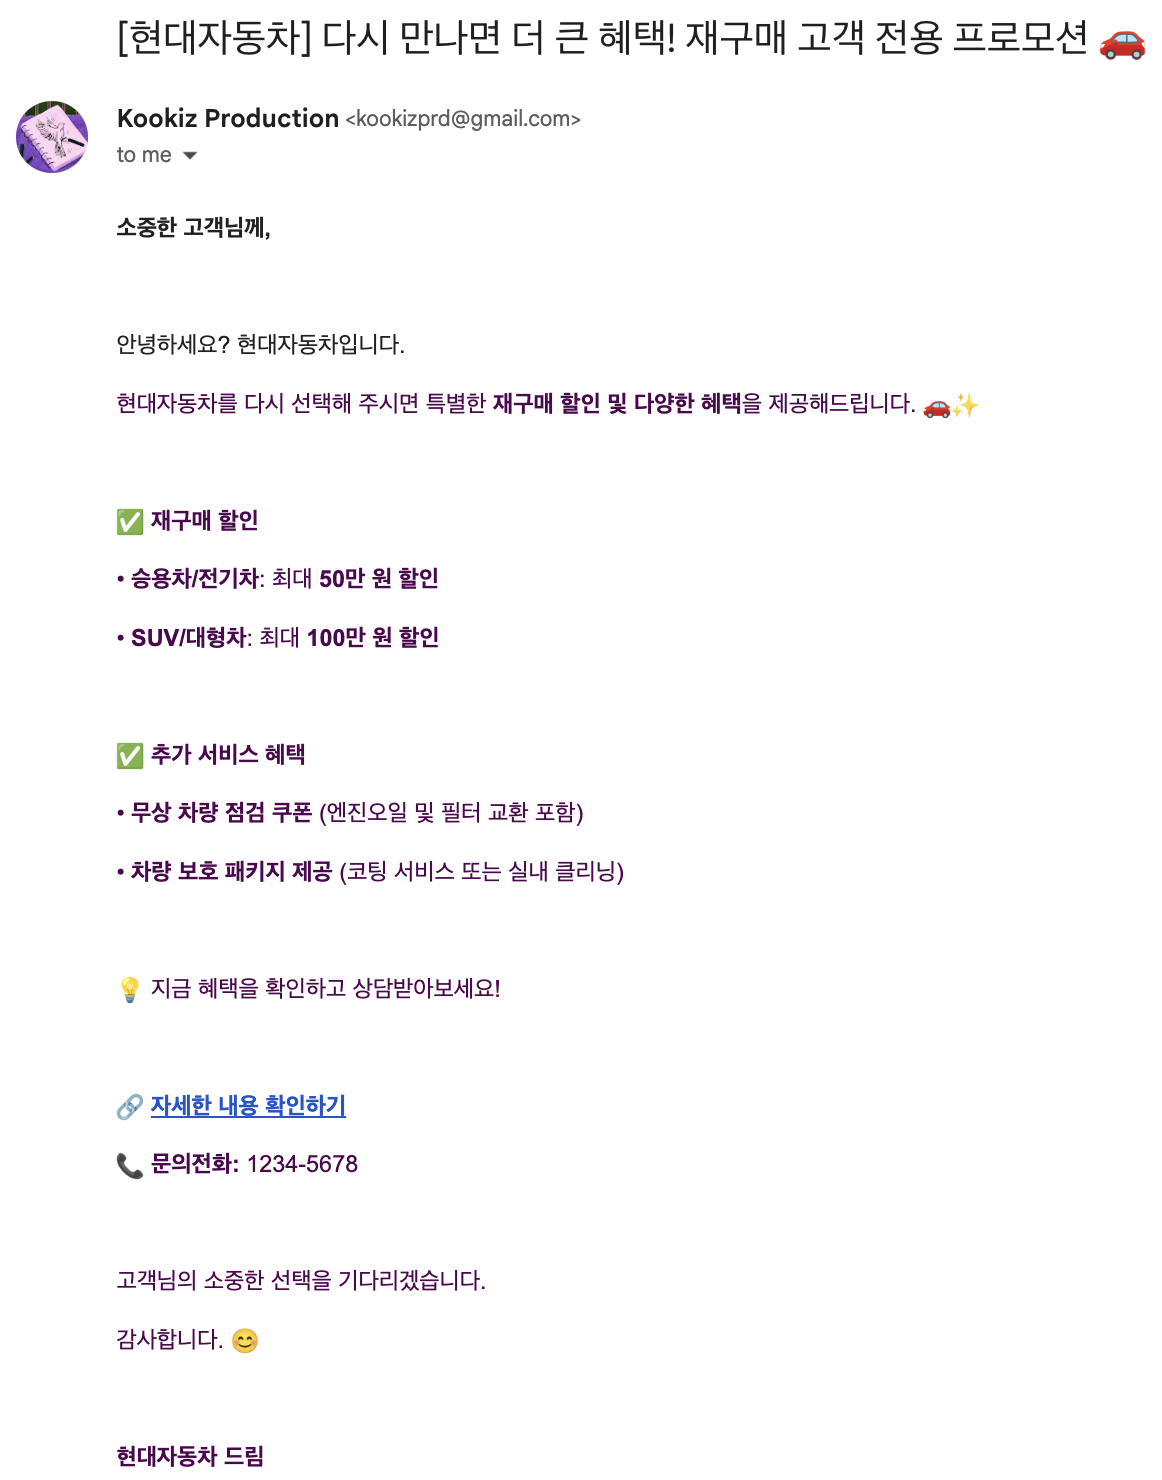 [현대자동차] 다시 만나면 더 큰 혜택! 재구매 고객 전용 프로모션 🚗
Kookiz Production <kookizprd@gmail.com>
to me
소중한 고객님께,
안녕하세요? 현대자동차입니다.
현대자동차를 다시 선택해 주시면 특별한 재구매 할인 및 다양한 혜택을 제공해드립니다. 🚗✨
✅ 재구매 할인
• 승용차/전기차: 최대 50만 원 할인
• SUV/대형차: 최대 100만 원 할인
✅ 추가 서비스 혜택
• 무상 차량 점검 쿠폰 (엔진오일 및 필터 교환 포함)
• 차량 보호 패키지 제공 (코팅 서비스 또는 실내 클리닝)
💡 지금 혜택을 확인하고 상담받아보세요!
🔗 자세한 내용 확인하기
📞 문의전화: 1234-5678
고객님의 소중한 선택을 기다리겠습니다.
감사합니다. 😊
현대자동차 드림